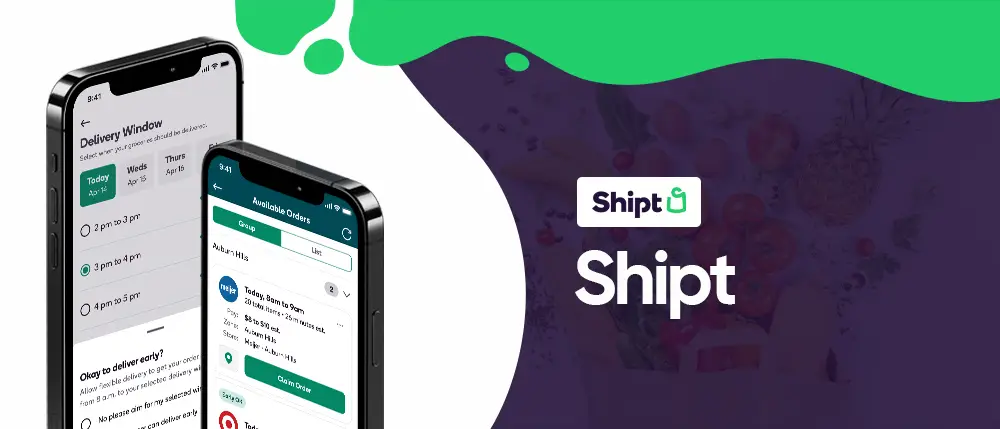 9:41
Delivery Window
Select when your groceries should be delivered.
Today
Apr 14
Weds
Apr 15
Thurs
Apr 16
2 pm to 3 pm
3 pm to 4 pm
4 pm to 5 pm
Okay to deliver early?
Allow flexible delivery to get your order
from 8 a.m. to your selected delivery wi
No please aim for my selected wi
er can deliver early
9:41
Available Orders
Group
List
Auburn Hills
2
meijer
Today, 8am to 9am
20 total items • 25 minutes est.
Pay: $8 to $10 est.
Zone: Auburn Hills
Store: Meijer - Auburn Hills
Claim Order
Early OK
Shipt
Shipt